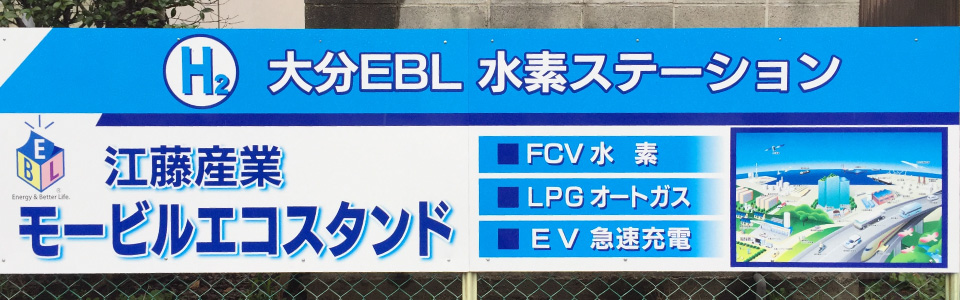 H2 大分EBL 水素ステーション
EBL
®
Energy & Better Life.
江藤産業
モービルエコスタンド
■ FCV 水 素
■ LPG オートガス
■ EV 急速充電